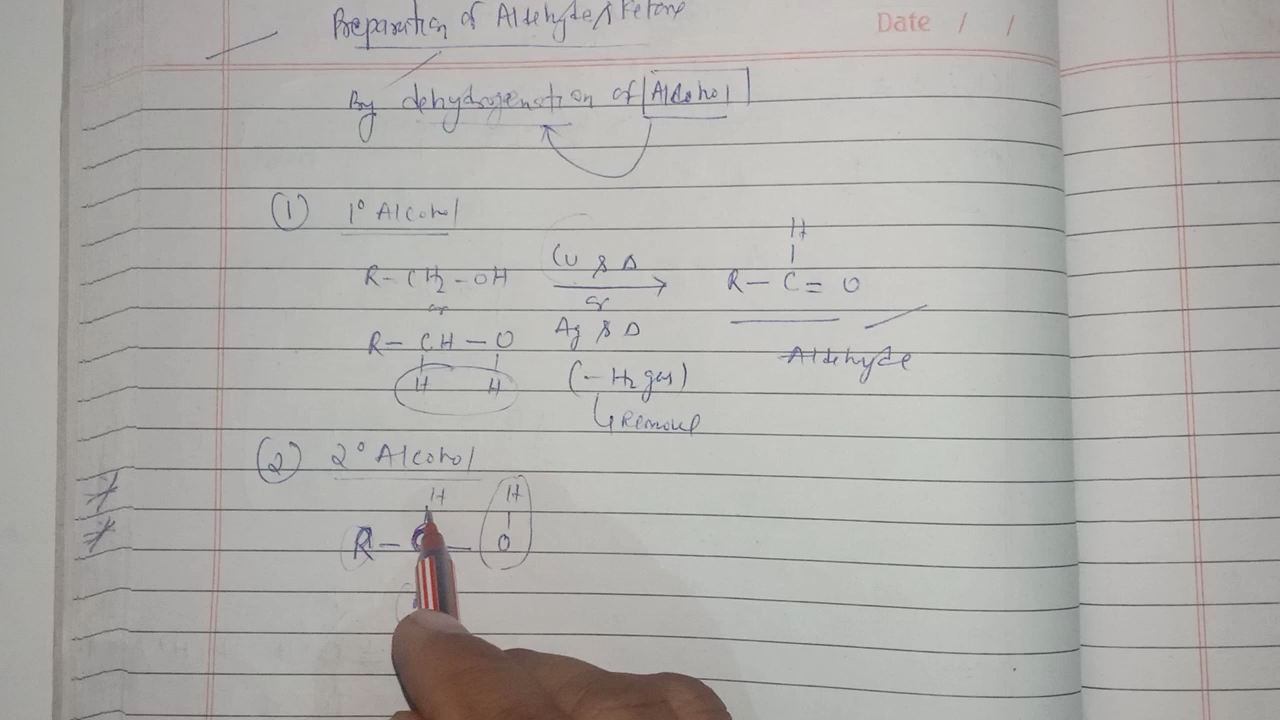 Preparation of Aldehyde & Ketone
Date / /
By dehydrogenation of Alcohol
(1) 1° Alcohol
H
R - CH2 - OH Cu & Δ R - C = O
or or
R - CH - O Ag & Δ Aldehyde
H H (- H2 gas)
Remove
(2) 2° Alcohol
H H
R - C - O